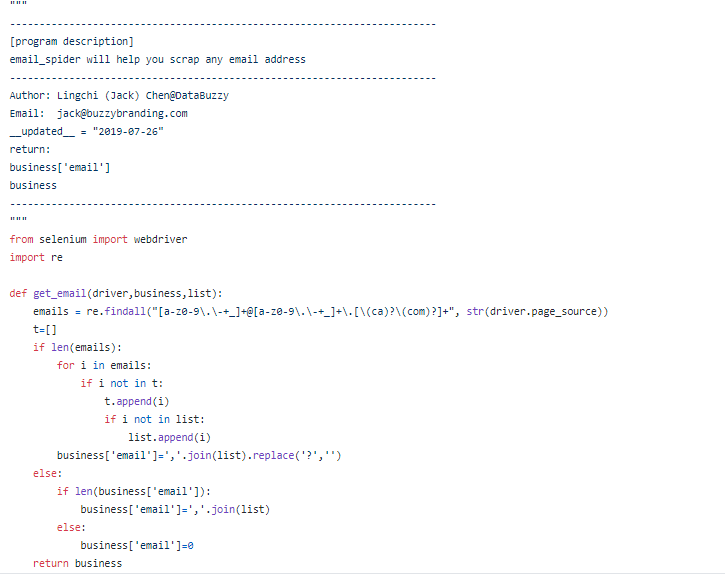 """
------------------------------------------------------------------------
[program description]
email_spider will help you scrap any email address
------------------------------------------------------------------------
Author: Lingchi (Jack) Chen@DataBuzzy
Email:  jack@buzzybranding.com
__updated__ = "2019-07-26"
return:
business['email']
business
------------------------------------------------------------------------
"""
from selenium import webdriver
import re

def get_email(driver,business,list):
    emails = re.findall("[a-z0-9\.\-+_]+@[a-z0-9\.\-+_]+\.[\(ca)?\(com)?]+", str(driver.page_source))
    t=[]
    if len(emails):
        for i in emails:
            if i not in t:
                t.append(i)
                if i not in list:
                    list.append(i)
        business['email']=','.join(list).replace('?','')
    else:
        if len(business['email']):
            business['email']=','.join(list)
        else:
            business['email']=0
    return business